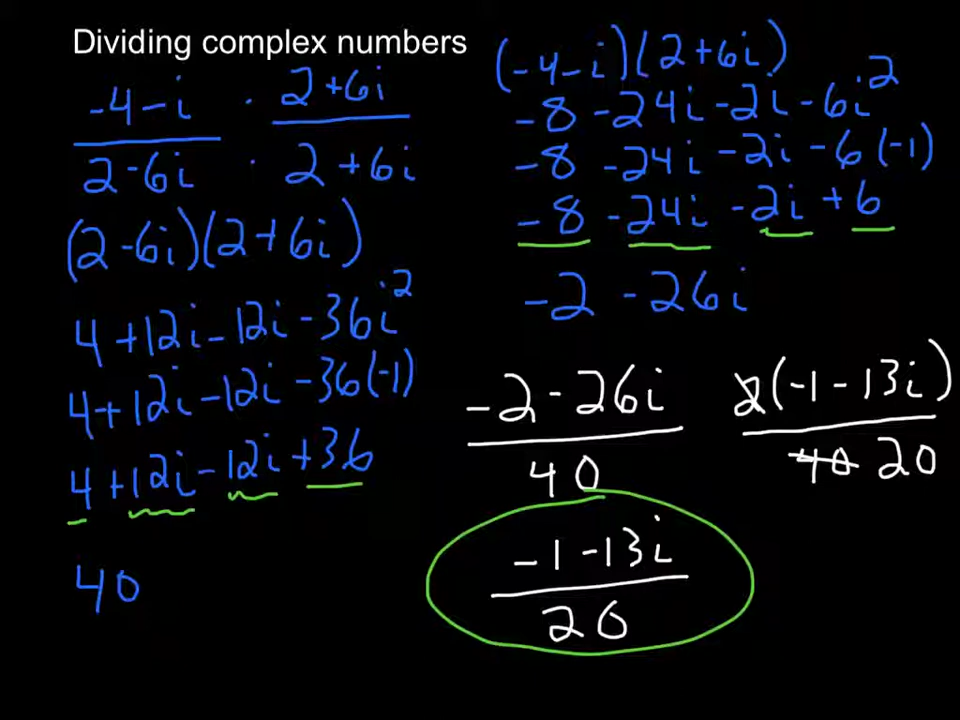 Dividing complex numbers
-4-i/2-6i · 2+6i/2+6i
(2-6i)(2+6i)
4+12i-12i-36i²
4+12i-12i-36(-1)
4+12i-12i+36
40
(-4-i)(2+6i)
-8-24i-2i-6i²
-8-24i-2i-6(-1)
-8-24i-2i+6
-2-26i
-2-26i/40
2(-1-13i)/40 20
-1-13i/20